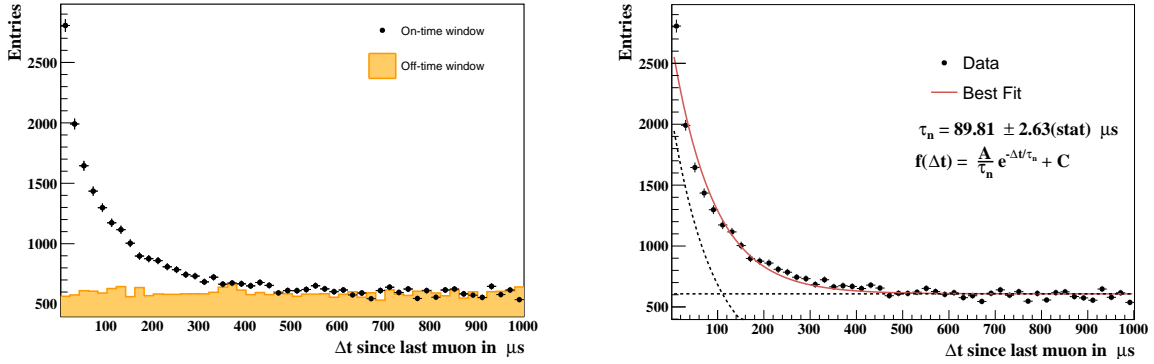 Entries
2500
2000
1500
1000
500
100 200 300 400 500 600 700 800 900 1000
Δt since last muon in μs
On-time window
Off-time window
Entries
2500
2000
1500
1000
500
100 200 300 400 500 600 700 800 900 1000
Δt since last muon in μs
Data
Best Fit
τn = 89.81 ± 2.63(stat) μs
f(Δt) = A/τn e-Δt/τn + C